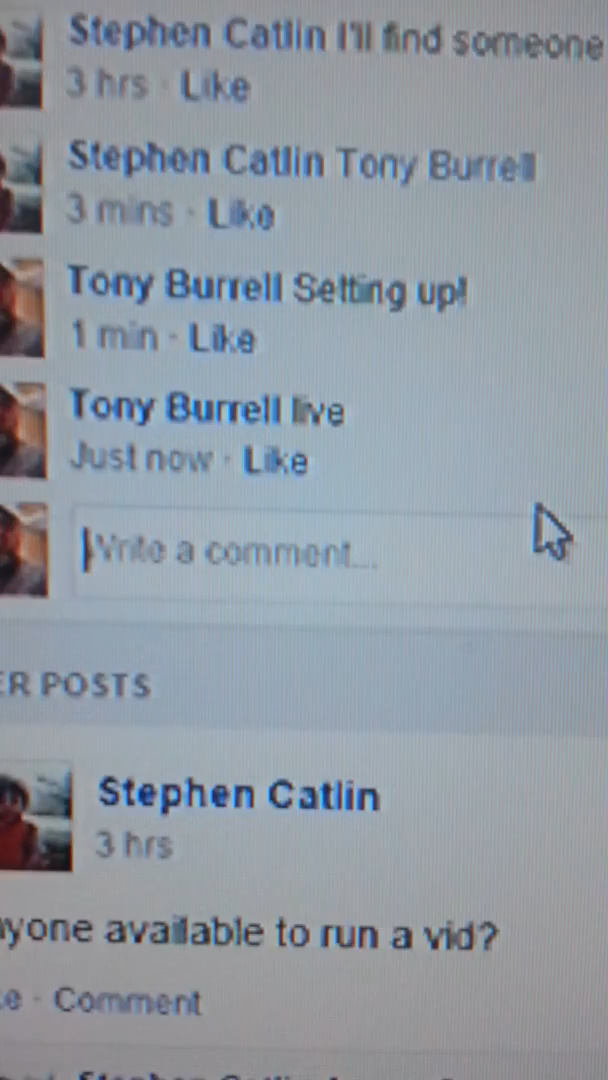 Stephen Catlin I'll find someone
3 hrs · Like
Stephen Catlin Tony Burrell
3 mins · Like
Tony Burrell Setting up!
1 min · Like
Tony Burrell live
Just now · Like
Write a comment...
ER POSTS
Stephen Catlin
3 hrs
yone available to run a vid?
e · Comment
Stephen Catlin